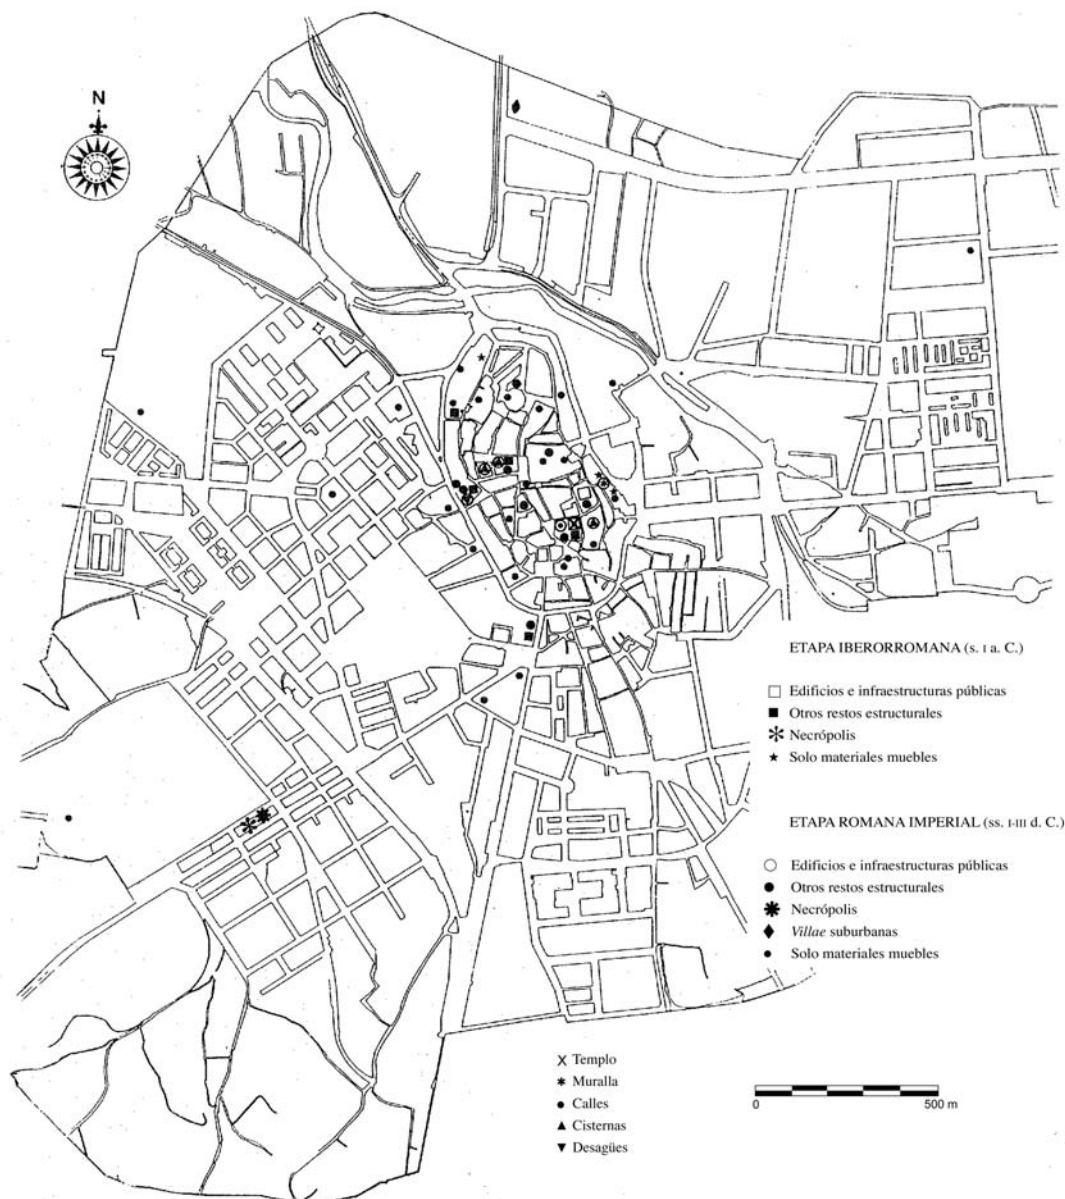 N
ETAPA IBERORROMANA (s. I a. C.)
Edificios e infraestructuras públicas
Otros restos estructurales
Necrópolis
Solo materiales muebles
ETAPA ROMANA IMPERIAL (ss. I-III d. C.)
Edificios e infraestructuras públicas
Otros restos estructurales
Necrópolis
Villae suburbanas
Solo materiales muebles
Templo
Muralla
Calles
Cisternas
Desagües
0 500 m